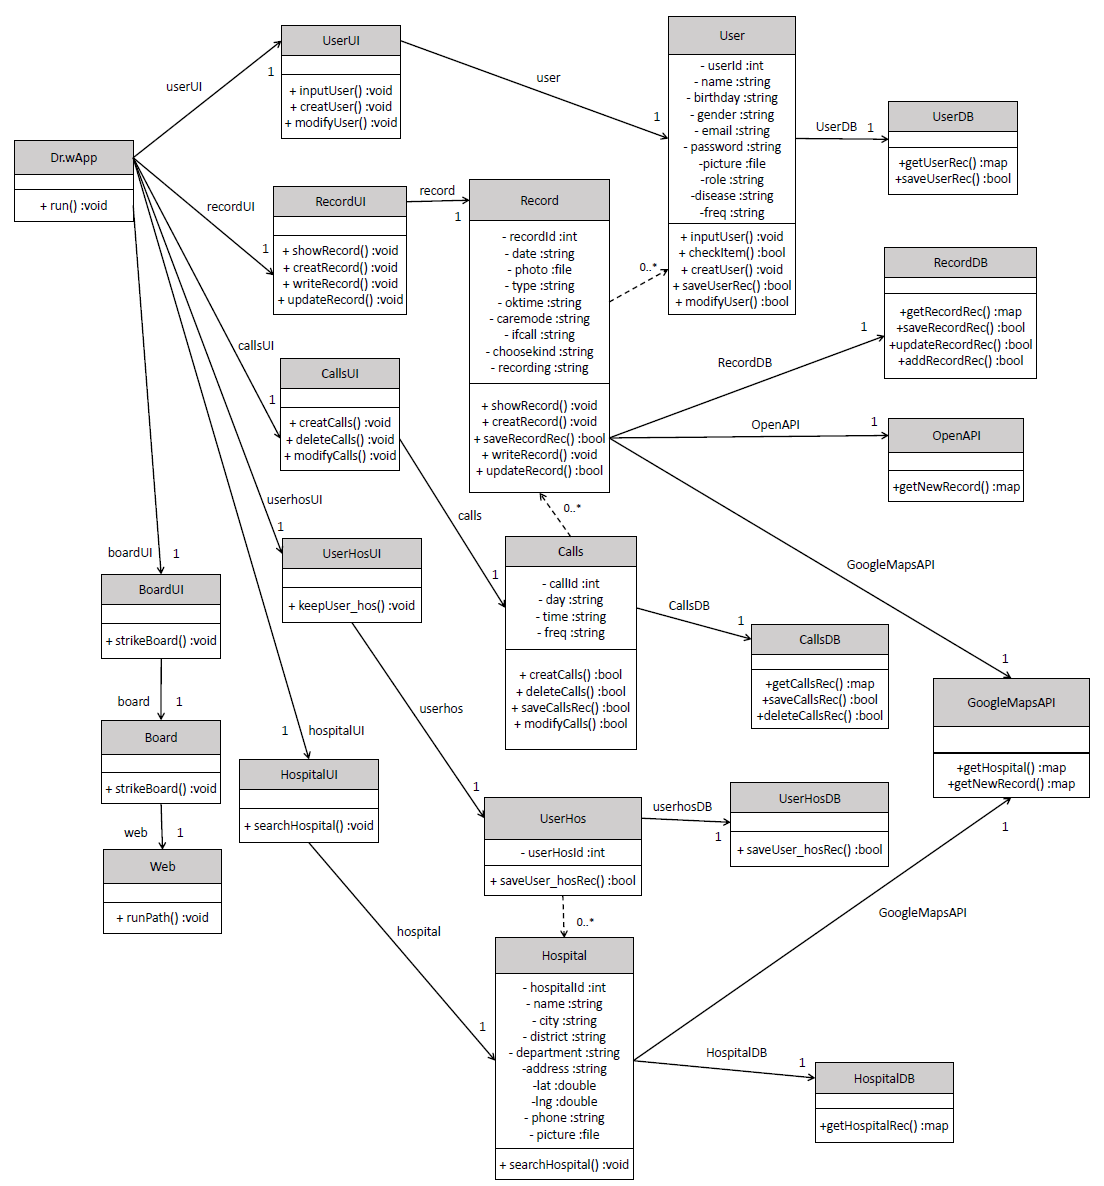 UserUI
+ inputUser() :void
+ creatUser() :void
+ modifyUser() :void
userUI
1
user
1
User
- userId :int
- name :string
- birthday :string
- gender :string
- email :string
- password :string
-picture :file
-role :string
-disease :string
-freq :string
+ inputUser() :void
+ checkItem() :bool
+ creatUser() :void
+ saveUserRec() :bool
+ modifyUser() :bool
UserDB
1
UserDB
+getUserRec() :map
+saveUserRec() :bool
Dr.wApp
+ run() :void
recordUI
1
RecordUI
+ showRecord() :void
+ creatRecord() :void
+ writeRecord() :void
+ updateRecord() :void
record
1
Record
- recordId :int
- date :string
- photo :file
- type :string
- oktime :string
- caremode :string
- ifcall :string
- choosekind :string
- recording :string
+ showRecord() :void
+ creatRecord() :void
+ saveRecordRec() :bool
+ writeRecord() :void
+ updateRecord() :bool
0..*
RecordDB
1
RecordDB
+getRecordRec() :map
+saveRecordRec() :bool
+updateRecordRec() :bool
+addRecordRec() :bool
OpenAPI
1
OpenAPI
+getNewRecord() :map
callsUI
1
CallsUI
+ creatCalls() :void
+ deleteCalls() :void
+ modifyCalls() :void
calls
1
0..*
Calls
- callId :int
- day :string
- time :string
- freq :string
+ creatCalls() :bool
+ deleteCalls() :bool
+ saveCallsRec() :bool
+ modifyCalls() :bool
CallsDB
1
CallsDB
+getCallsRec() :map
+saveCallsRec() :bool
+deleteCallsRec() :bool
GoogleMapsAPI
1
GoogleMapsAPI
+getHospital() :map
+getNewRecord() :map
1
GoogleMapsAPI
userhosUI
1
UserHosUI
+ keepUser_hos() :void
boardUI
1
BoardUI
+ strikeBoard() :void
board
1
Board
+ strikeBoard() :void
web
1
Web
+ runPath() :void
1
hospitalUI
HospitalUI
+ searchHospital() :void
userhos
1
UserHos
- userHosId :int
+ saveUser_hosRec() :bool
userhosDB
1
UserHosDB
+ saveUser_hosRec() :bool
0..*
hospital
1
Hospital
- hospitalId :int
- name :string
- city :string
- district :string
- department :string
-address :string
-lat :double
-lng :double
- phone :string
- picture :file
+ searchHospital() :void
HospitalDB
1
HospitalDB
+getHospitalRec() :map